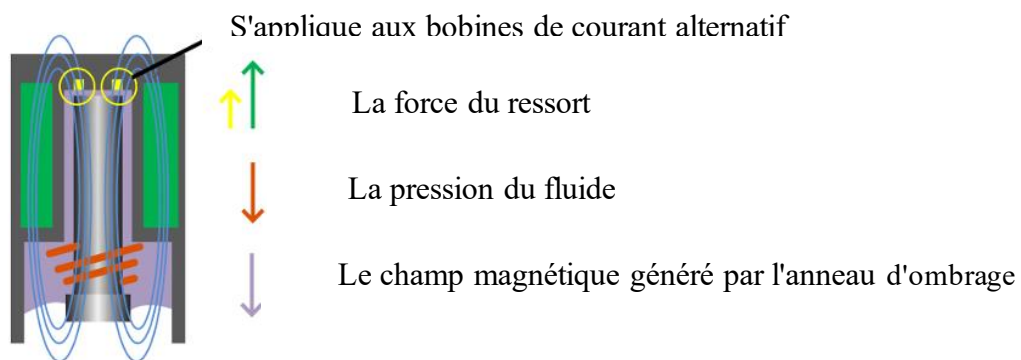 S'applique aux bobines de courant alternatif
La force du ressort
La pression du fluide
Le champ magnétique généré par l'anneau d'ombrage